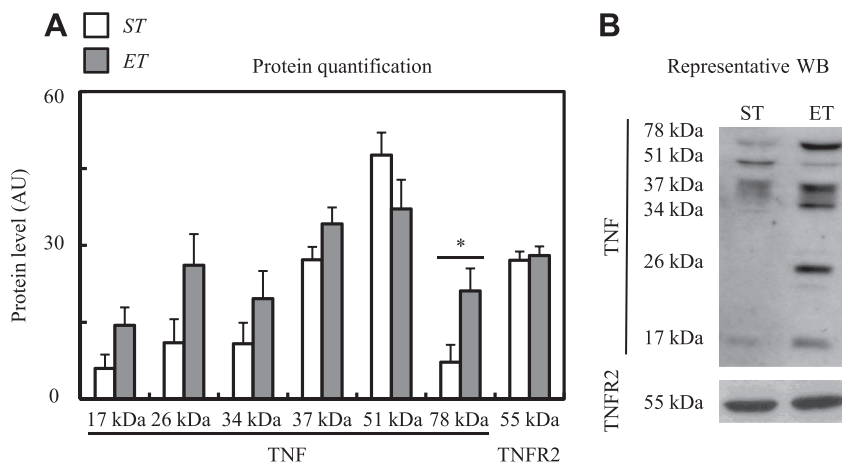 A
ST
ET
Protein quantification
60
30
0
Protein level (AU)
*
17 kDa 26 kDa 34 kDa 37 kDa 51 kDa 78 kDa 55 kDa
TNF TNFR2
B
Representative WB
ST ET
78 kDa
51 kDa
37 kDa
34 kDa
26 kDa
17 kDa
TNF
55 kDa
TNFR2